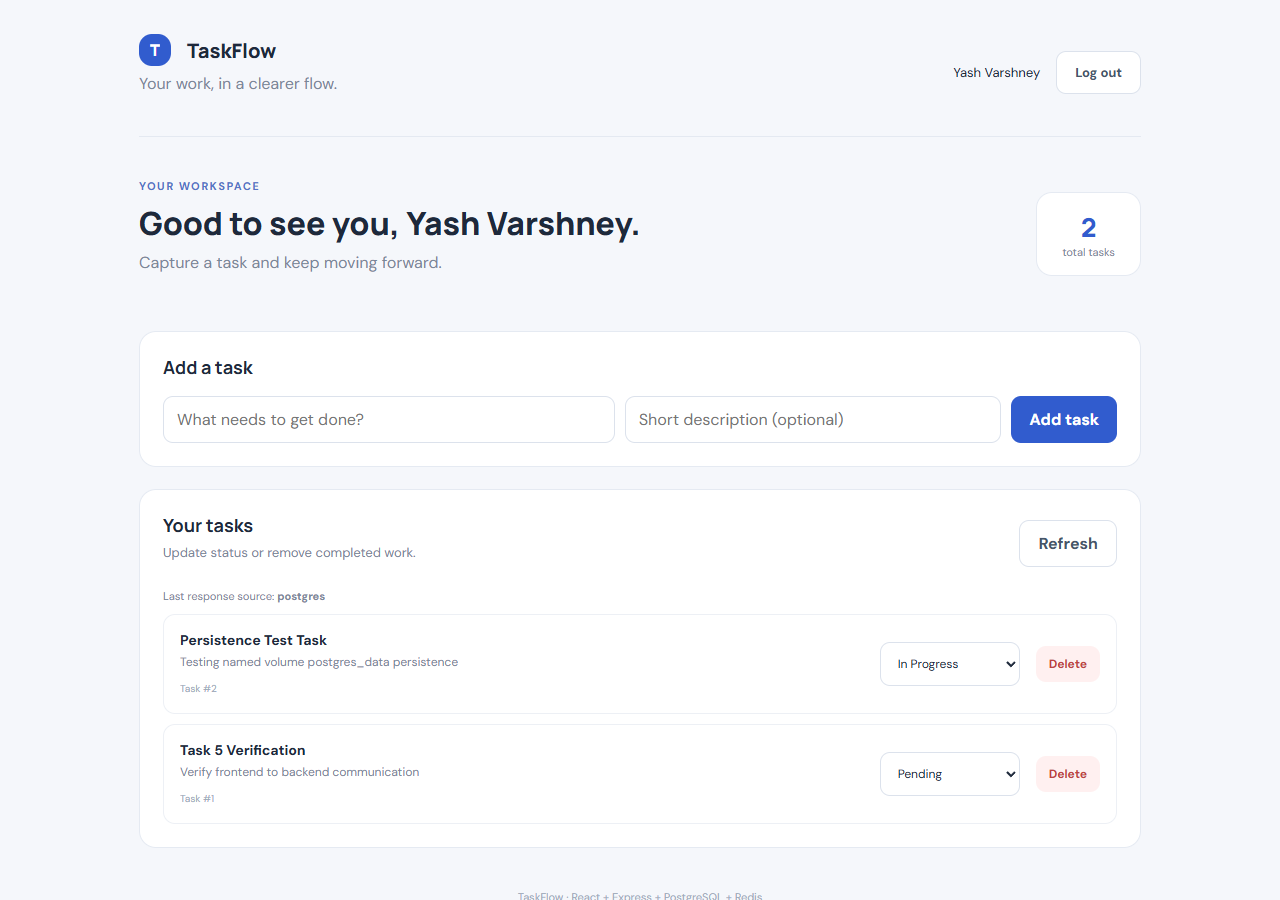 T TaskFlow
Your work, in a clearer flow.
Yash Varshney Log out
YOUR WORKSPACE
Good to see you, Yash Varshney.
Capture a task and keep moving forward.
2
total tasks
Add a task
What needs to get done? Short description (optional) Add task
Your tasks
Update status or remove completed work.
Refresh
Last response source: postgres
Persistence Test Task
Testing named volume postgres_data persistence
Task #2
In Progress Delete
Task 5 Verification
Verify frontend to backend communication
Task #1
Pending Delete
TaskFlow · React + Express + PostgreSQL + Redis